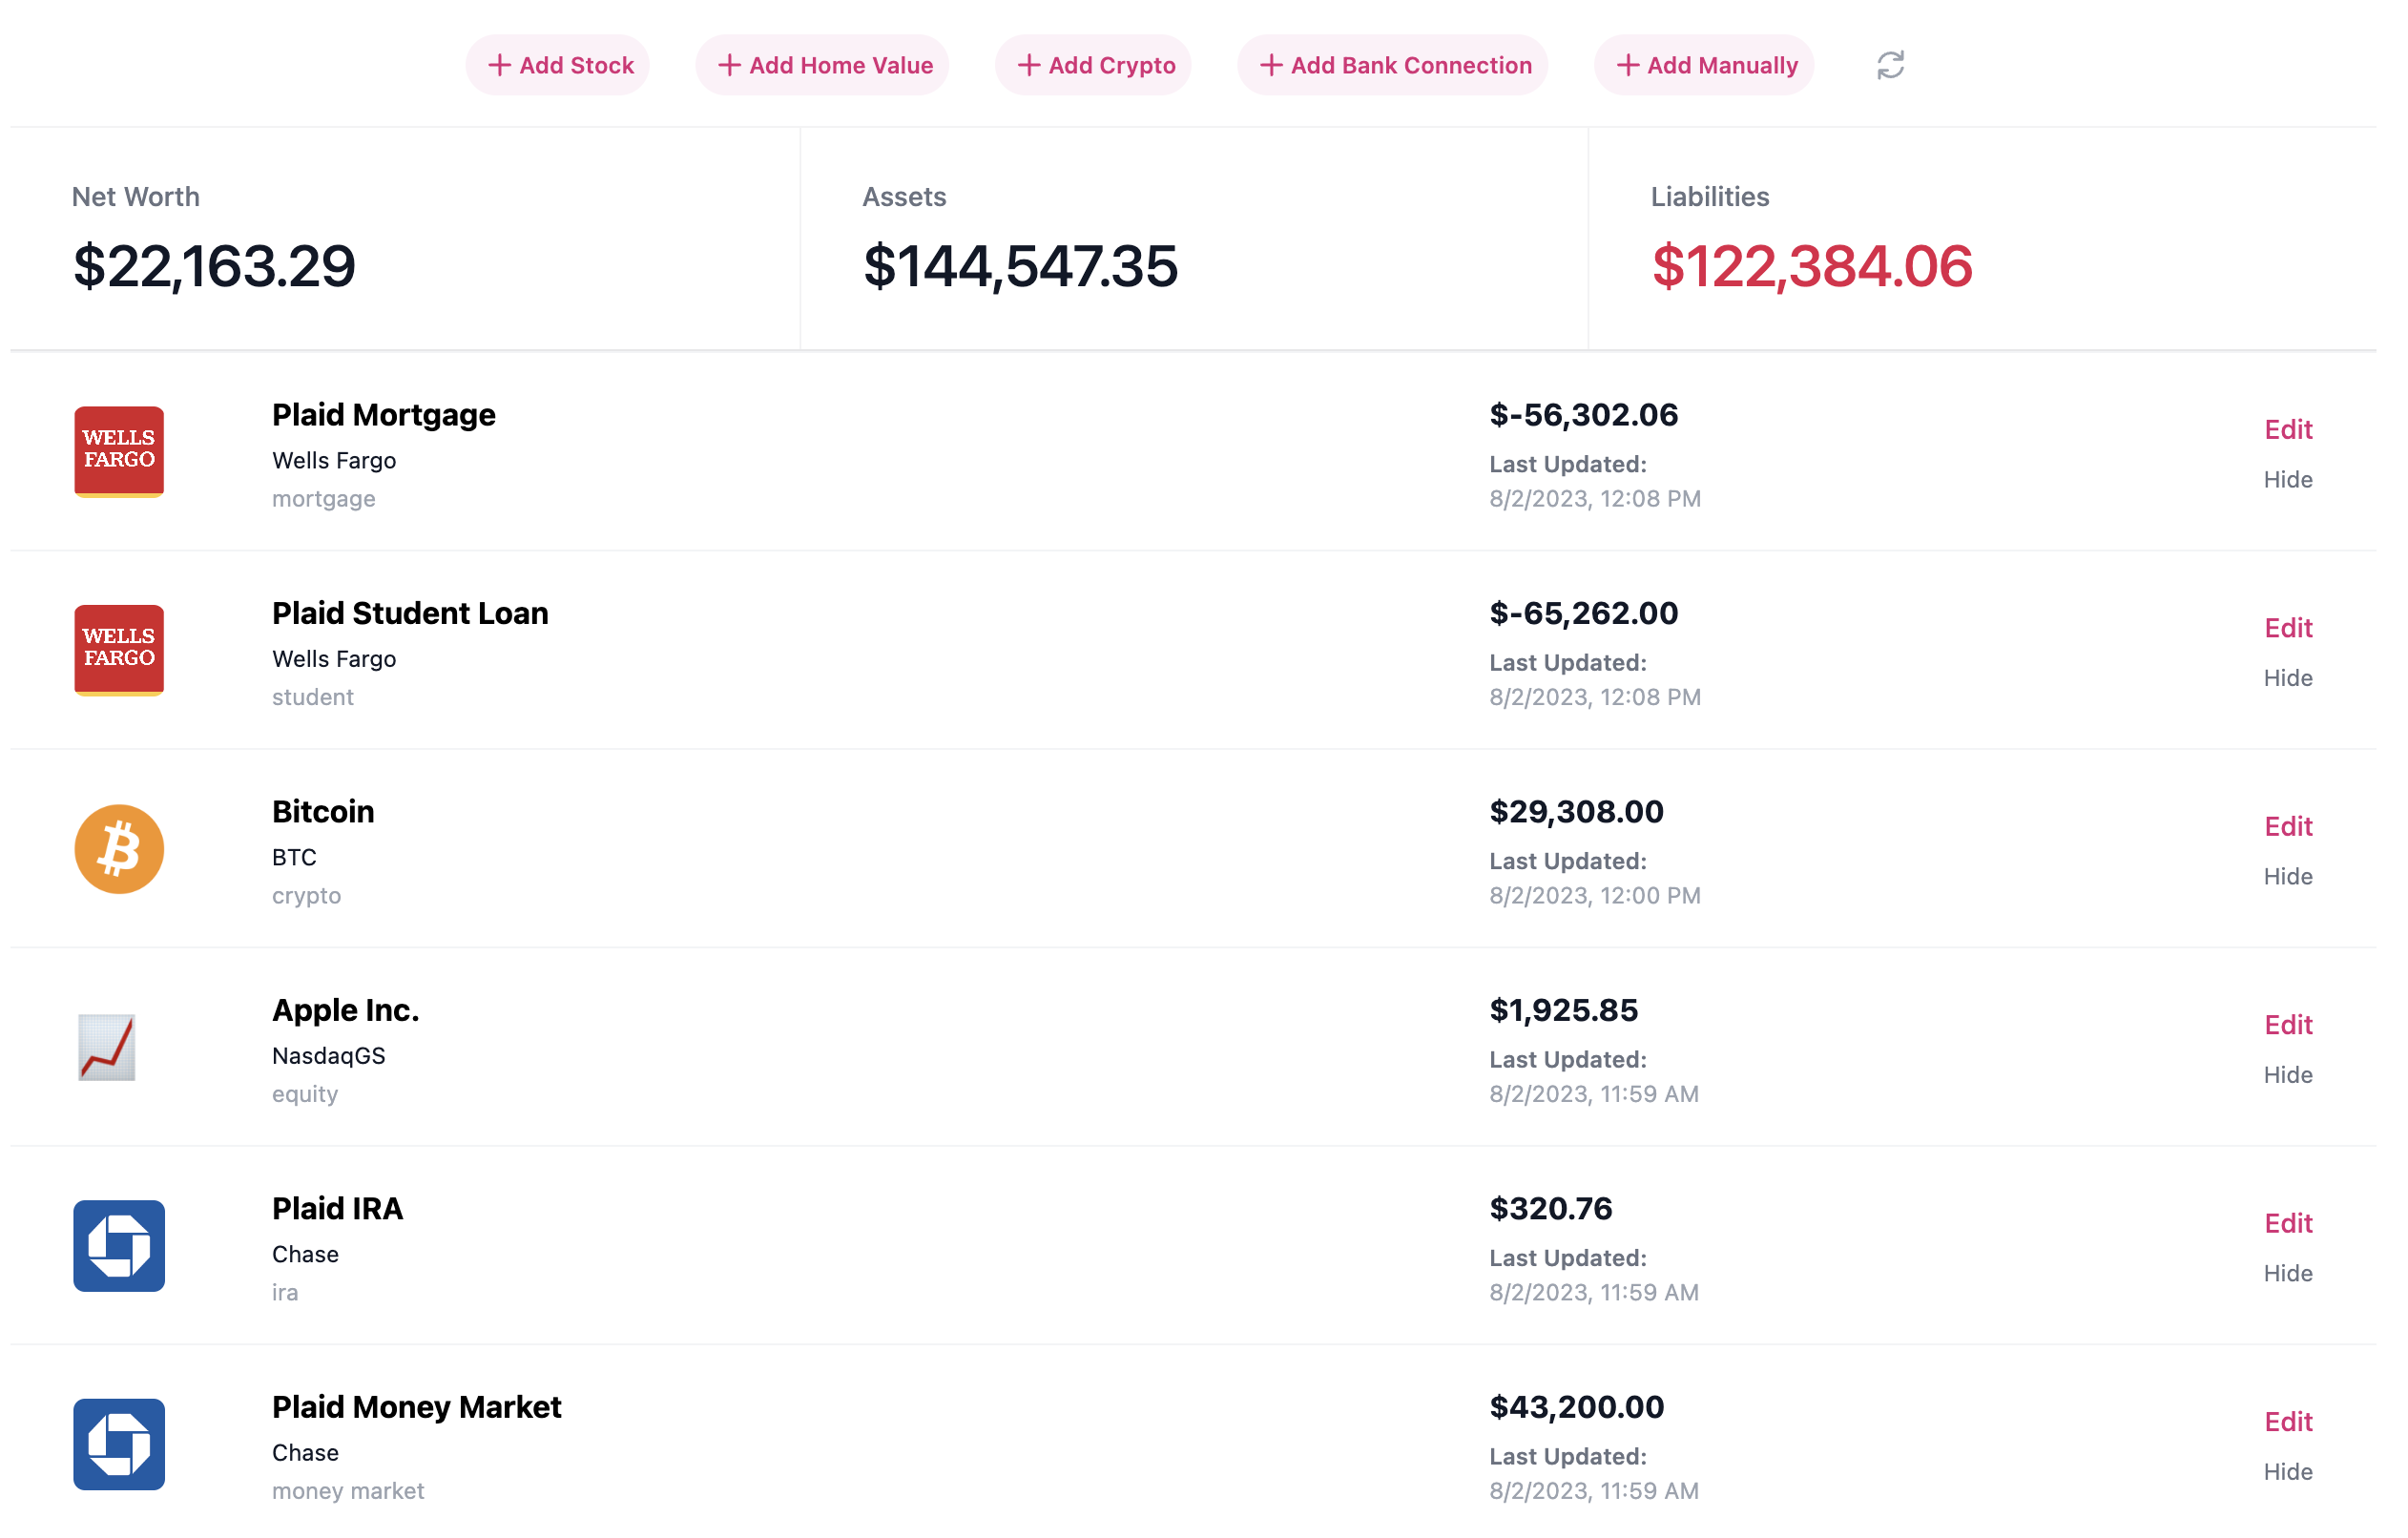 + Add Stock + Add Home Value + Add Crypto + Add Bank Connection + Add Manually
Net Worth Assets Liabilities
$22,163.29 $144,547.35 $122,384.06
WELLS
FARGO
Plaid Mortgage
Wells Fargo
mortgage
$-56,302.06
Last Updated:
8/2/2023, 12:08 PM
Edit
Hide
WELLS
FARGO
Plaid Student Loan
Wells Fargo
student
$-65,262.00
Last Updated:
8/2/2023, 12:08 PM
Edit
Hide
Bitcoin
BTC
crypto
$29,308.00
Last Updated:
8/2/2023, 12:00 PM
Edit
Hide
Apple Inc.
NasdaqGS
equity
$1,925.85
Last Updated:
8/2/2023, 11:59 AM
Edit
Hide
Plaid IRA
Chase
ira
$320.76
Last Updated:
8/2/2023, 11:59 AM
Edit
Hide
Plaid Money Market
Chase
money market
$43,200.00
Last Updated:
8/2/2023, 11:59 AM
Edit
Hide